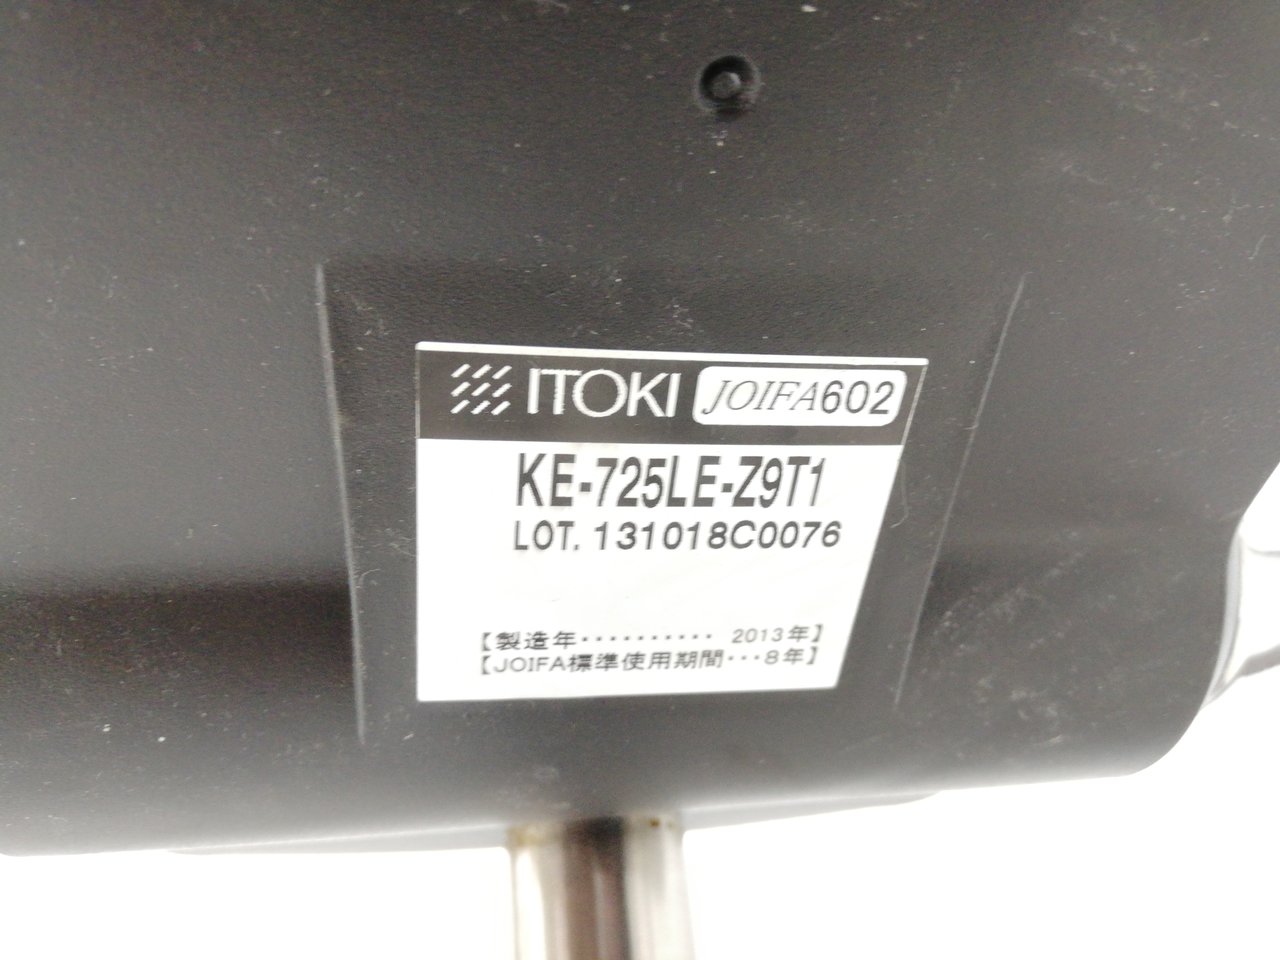 ITOKI JOIFA602
KE-725LE-Z9T1
LOT. 131018C0076
【製造年・・・・・・・・・・ 2013年】
【JOIFA標準使用期間・・・8年】